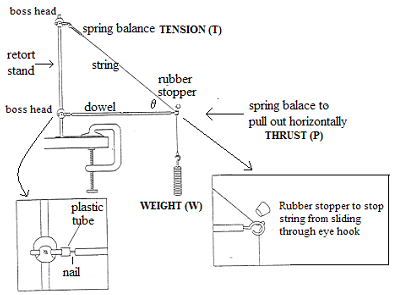 boss head
spring balance TENSION (T)
retort
stand
string
rubber
stopper
boss head
dowel
θ
spring balace to
pull out horizontally
THRUST (P)
WEIGHT (W)
plastic
tube
nail
Rubber stopper to stop
string from sliding
through eye hook